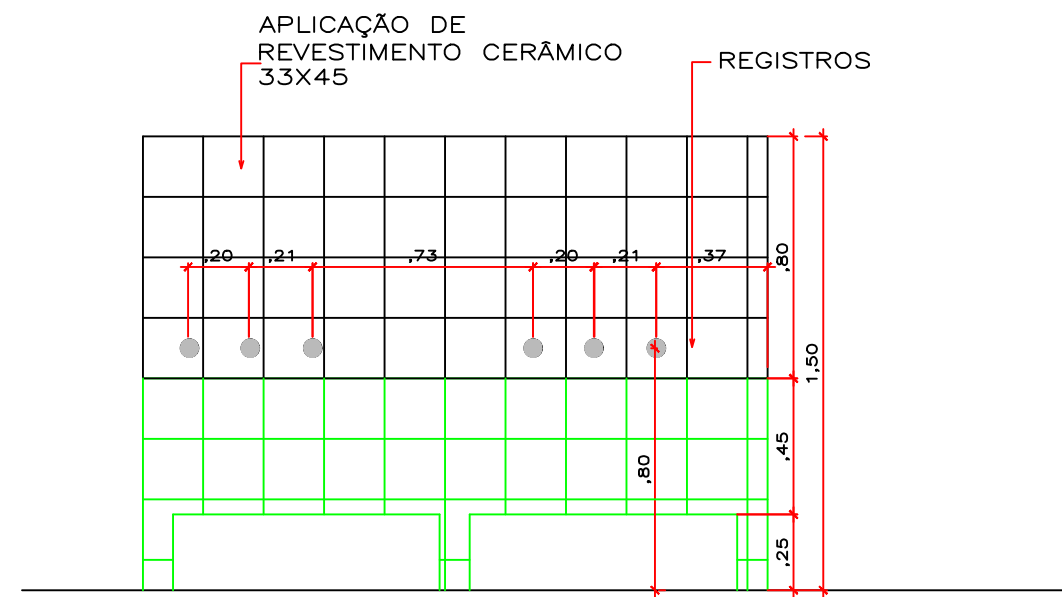 APLICAÇÃO DE
REVESTIMENTO CERÂMICO
33X45
REGISTROS
,20 ,21 ,73 ,20 ,21 ,37
,80
1,50
,45
,80
,25